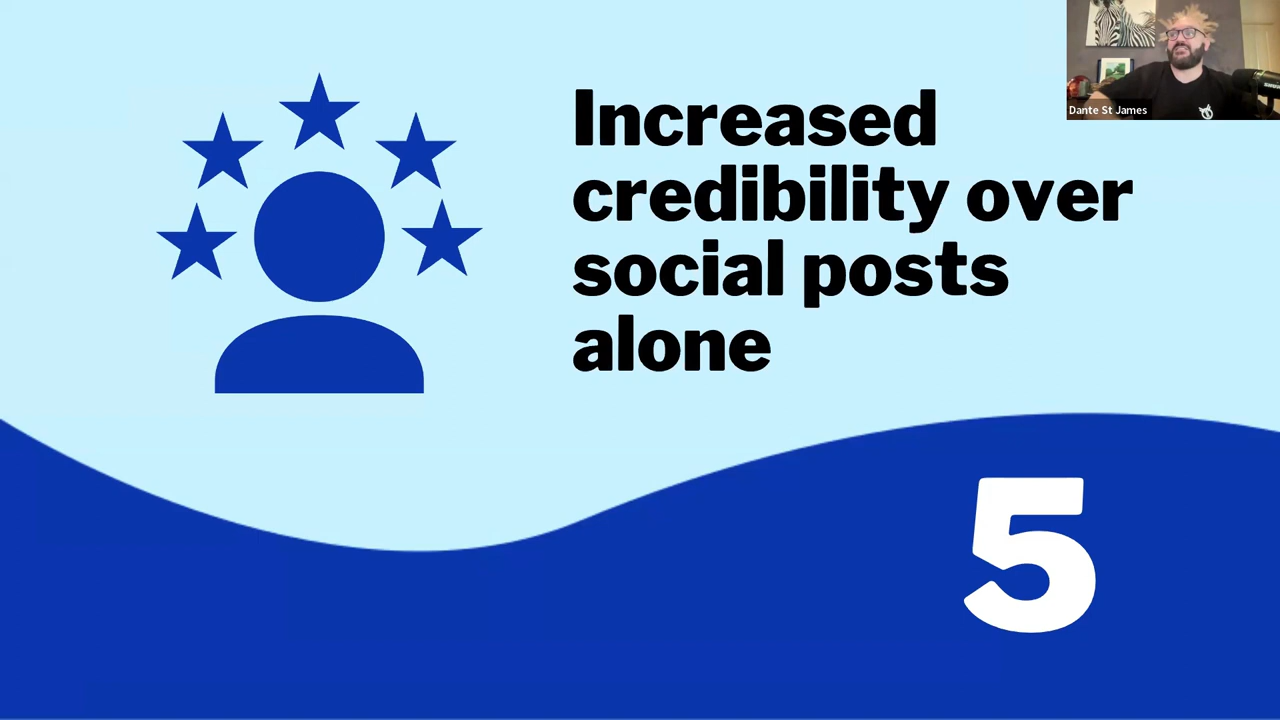 Increased
credibility over
social posts
alone
5
Dante St James